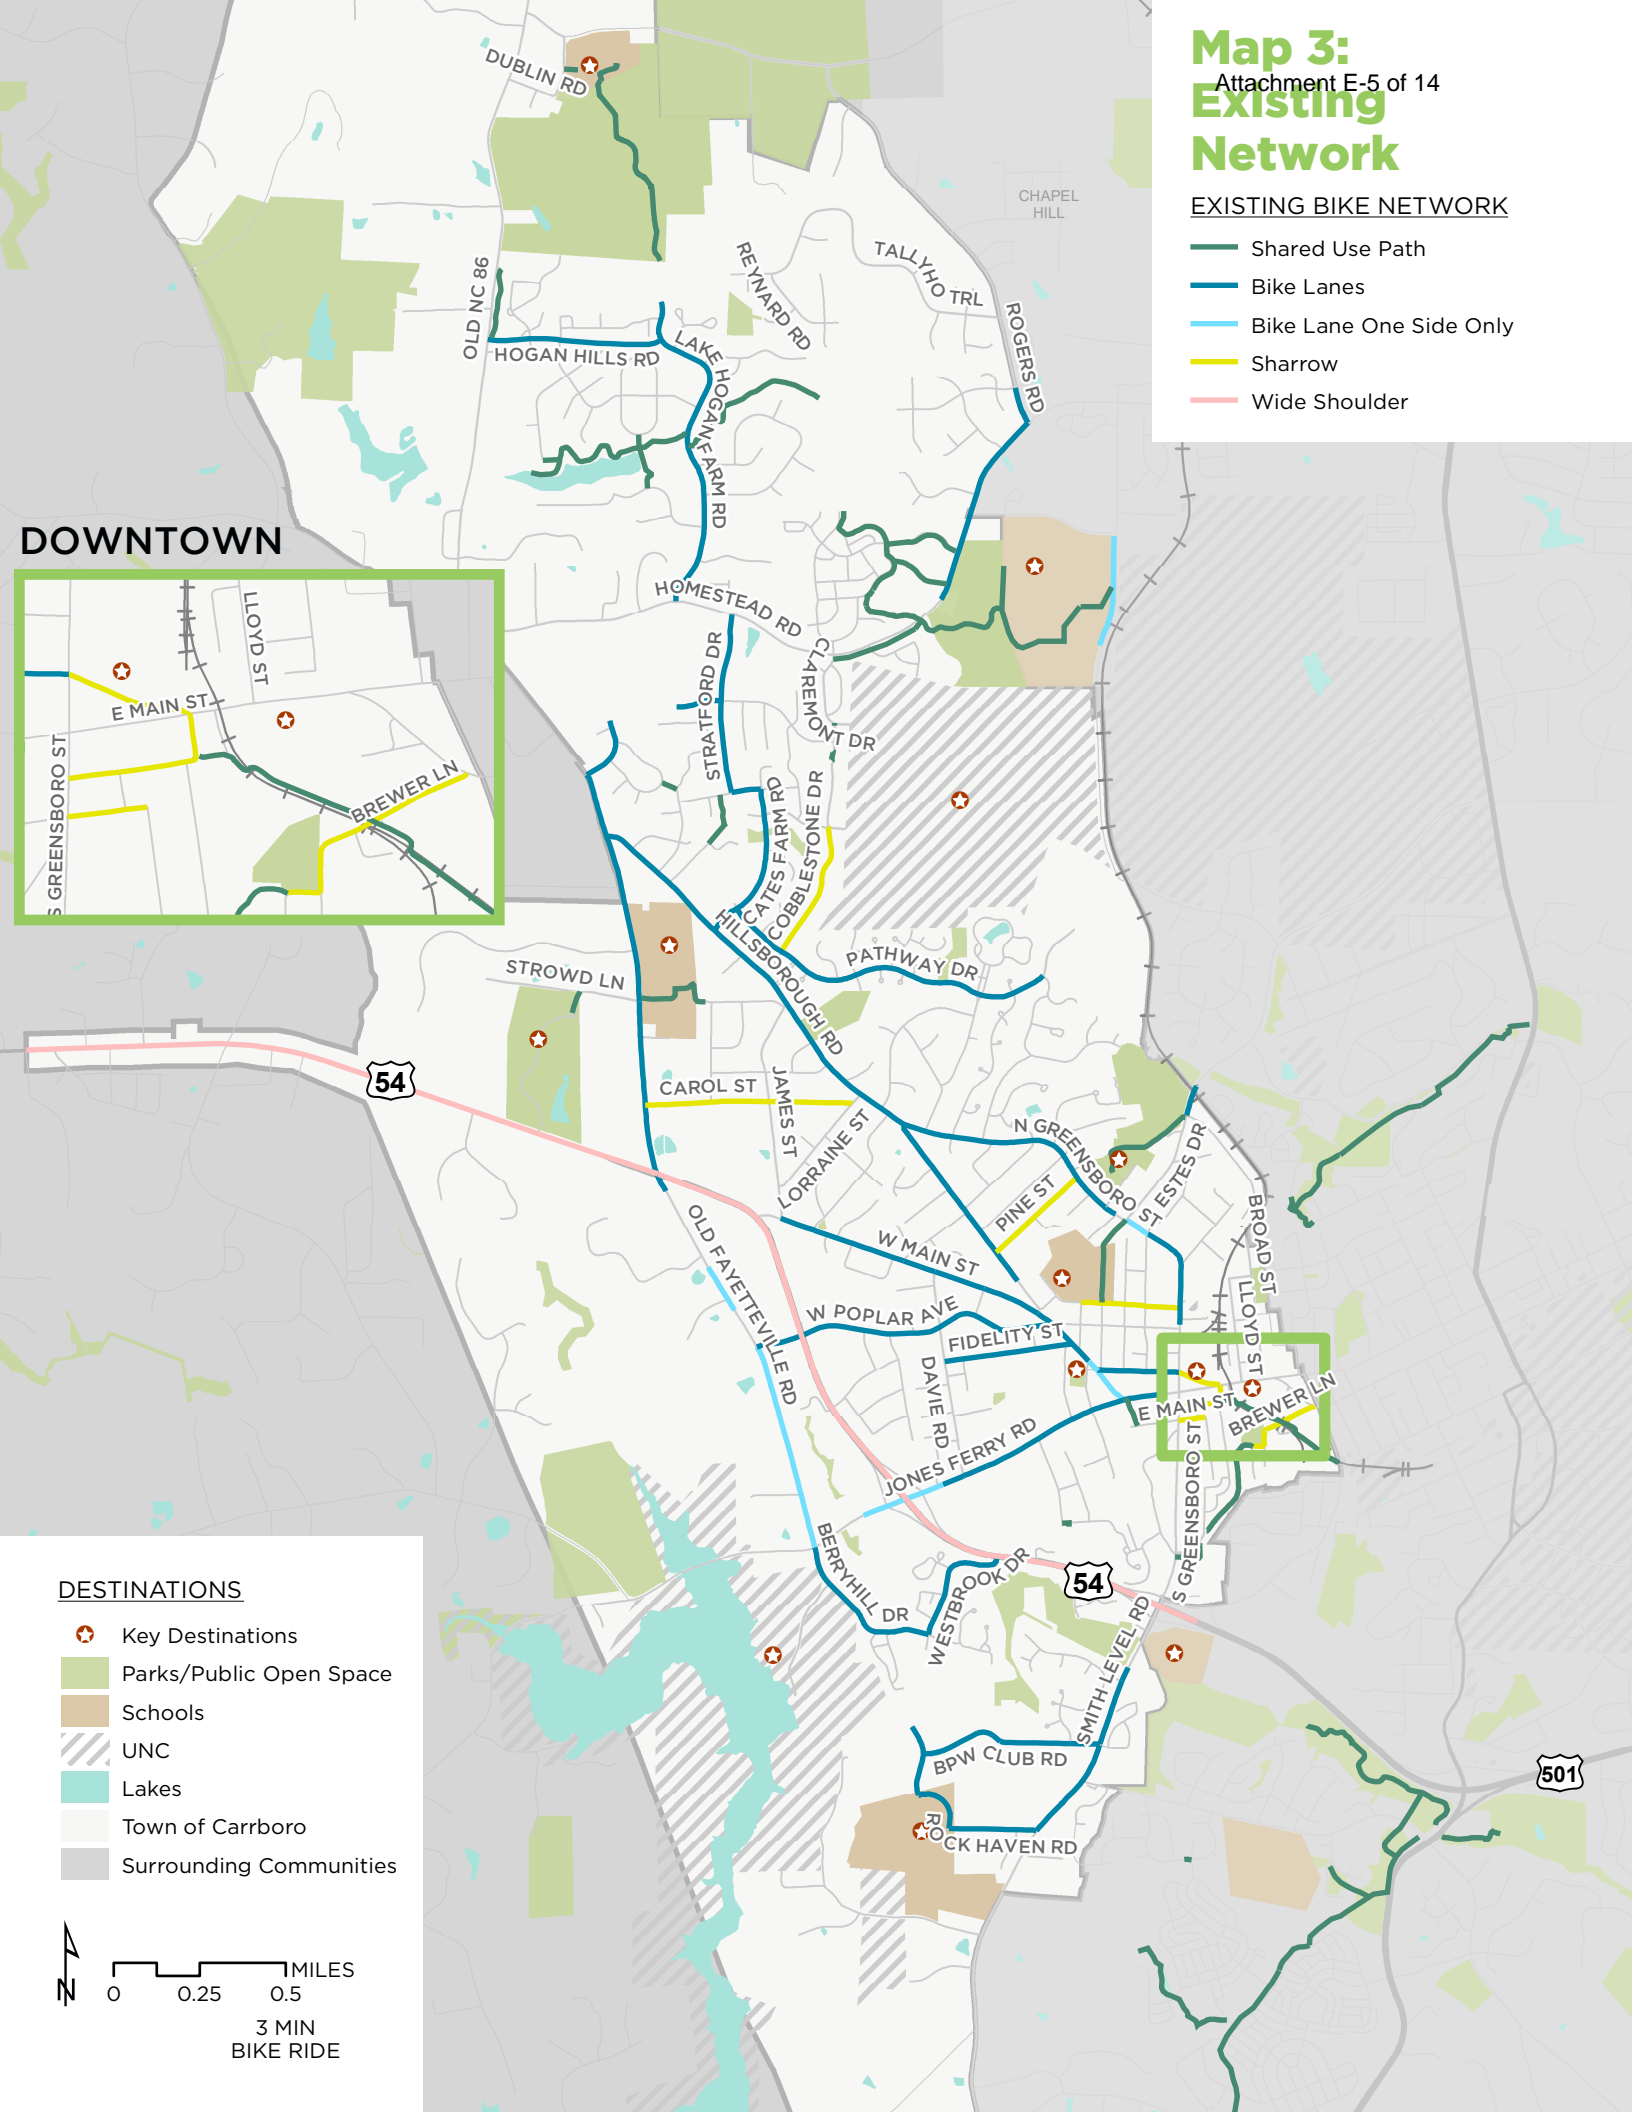 Map 3:
Attachment E-5 of 14
Existing
Network
EXISTING BIKE NETWORK
Shared Use Path
Bike Lanes
Bike Lane One Side Only
Sharrow
Wide Shoulder
DUBLIN RD
CHAPEL
HILL
OLD NC 86
REYNARD RD
TALLYHO TRL
ROGERS RD
HOGAN HILLS RD
LAKE HOGAN FARM RD
DOWNTOWN
LLOYD ST
E MAIN ST
S GREENSBORO ST
BREWER LN
HOMESTEAD RD
STRATFORD DR
CLAREMONT DR
CATES FARM RD
COBBLESTONE DR
HILLSBOROUGH RD
PATHWAY DR
STROWD LN
54
CAROL ST
JAMES ST
LORRAINE ST
N GREENSBORO ST
ESTES DR
PINE ST
BROAD ST
OLD FAYETTEVILLE RD
W MAIN ST
W POPLAR AVE
FIDELITY ST
LLOYD ST
DAVIE RD
E MAIN ST
BREWER LN
JONES FERRY RD
S GREENSBORO ST
BERRYHILL DR
WESTBROOK DR
54
SMITH LEVEL RD
BPW CLUB RD
ROCK HAVEN RD
501
DESTINATIONS
Key Destinations
Parks/Public Open Space
Schools
UNC
Lakes
Town of Carrboro
Surrounding Communities
N
MILES
0 0.25 0.5
3 MIN
BIKE RIDE